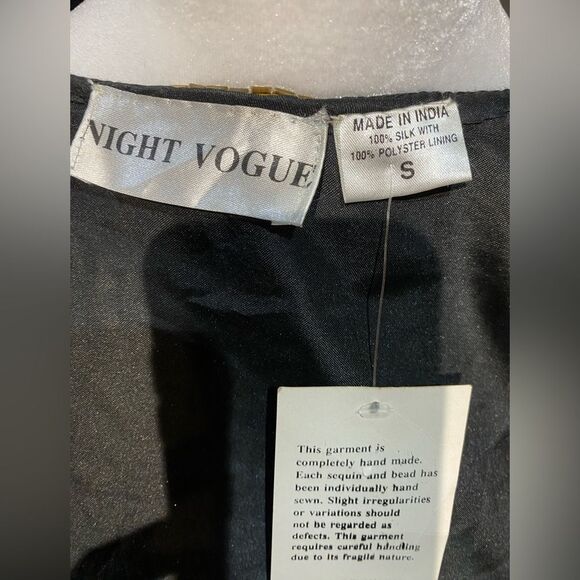 NIGHT VOGUE
MADE IN INDIA
100% SILK WITH
100% POLYSTER LINING
S
This garment is
completely hand made.
Each sequin and bead has
been individually hand
sewn. Slight irregularities
or variations should
not be regarded as
defects. This garment
requires careful handling
due to its fragile nature.